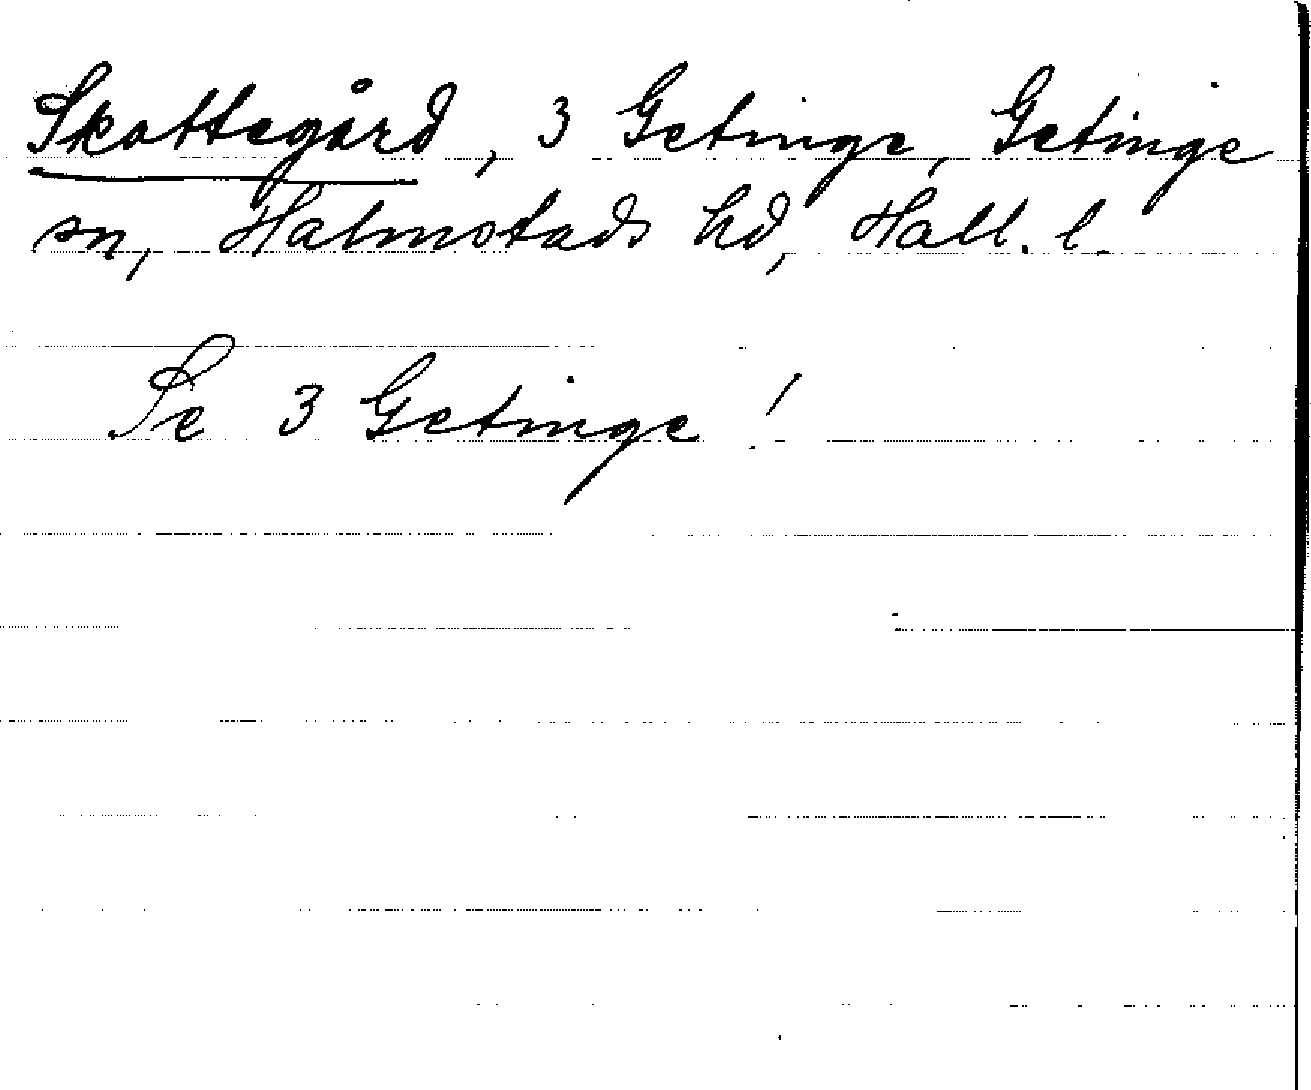 Skattegård, 3 Getinge, Getinge
sn, Halmstads hd, Hall. l.
Se 3 Getinge!